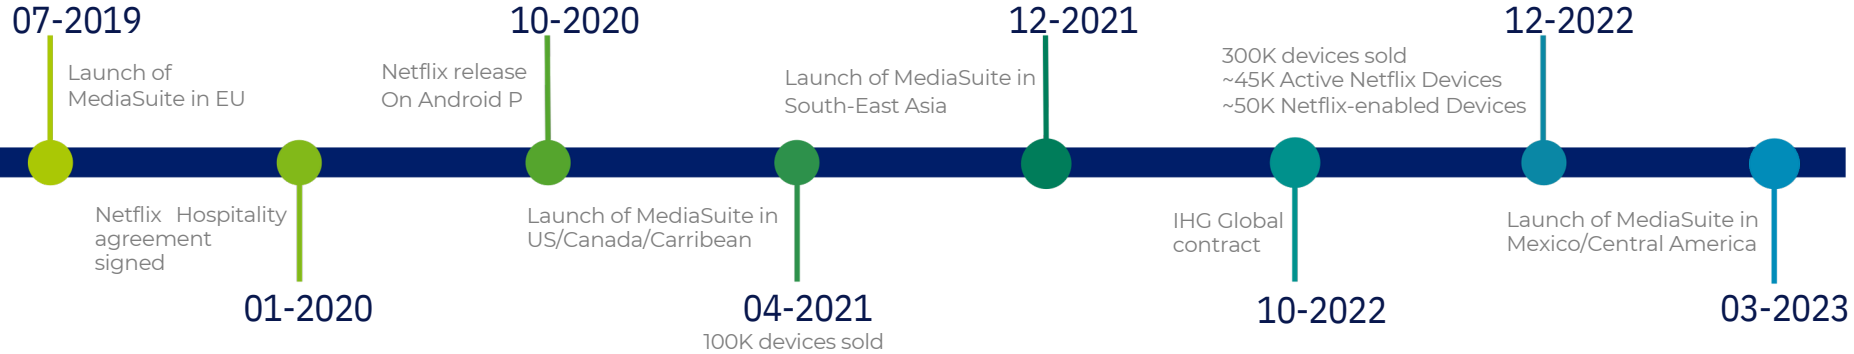 07-2019
Launch of
MediaSuite in EU
Netflix Hospitality
agreement
signed
01-2020
10-2020
Netflix release
On Android P
Launch of MediaSuite in
US/Canada/Carribean
04-2021
100K devices sold
12-2021
Launch of MediaSuite in
South-East Asia
IHG Global
contract
10-2022
12-2022
300K devices sold
~45K Active Netflix Devices
~50K Netflix-enabled Devices
Launch of MediaSuite in
Mexico/Central America
03-2023